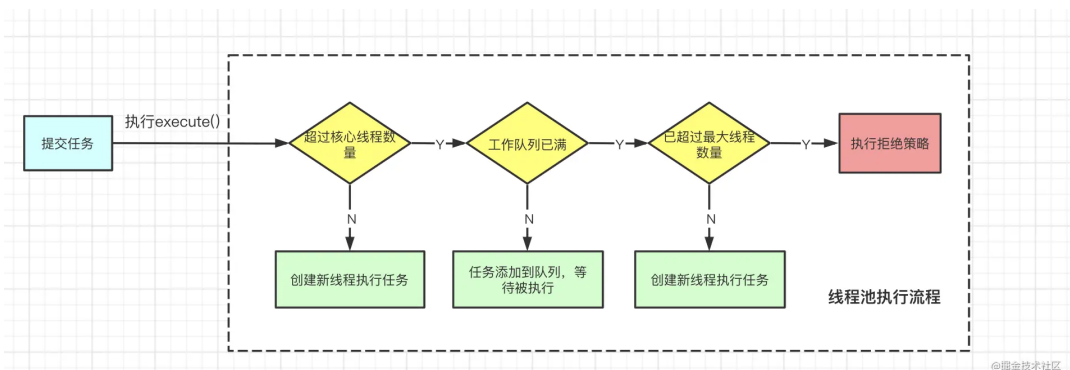 提交任务
执行execute()
超过核心线程数
量
Y
工作队列已满
Y
已超过最大线程
数量
Y
执行拒绝策略
N
N
N
创建新线程执行任务
任务添加到队列，等
待被执行
创建新线程执行任务
线程池执行流程
@掘金技术社区